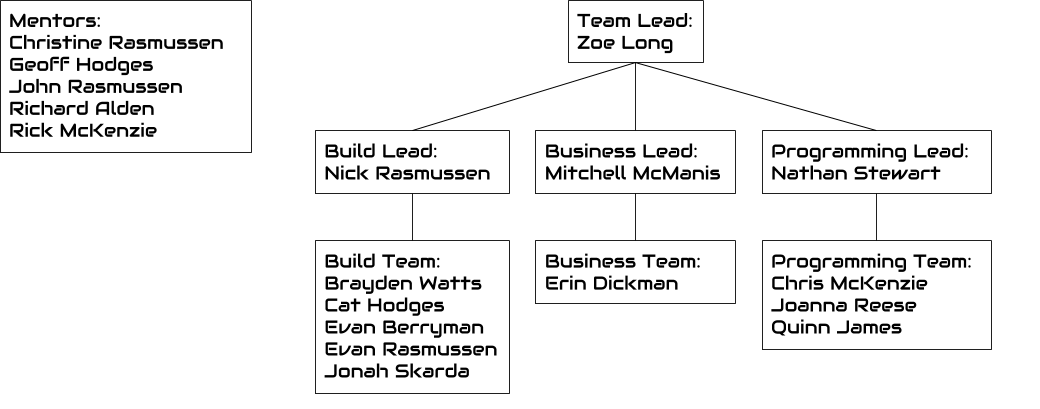 Mentors:
Christine Rasmussen
Geoff Hodges
John Rasmussen
Richard Alden
Rick McKenzie
Team Lead:
Zoe Long
Build Lead:
Nick Rasmussen
Business Lead:
Mitchell McManis
Programming Lead:
Nathan Stewart
Build Team:
Brayden Watts
Cat Hodges
Evan Berryman
Evan Rasmussen
Jonah Skarda
Business Team:
Erin Dickman
Programming Team:
Chris McKenzie
Joanna Reese
Quinn James